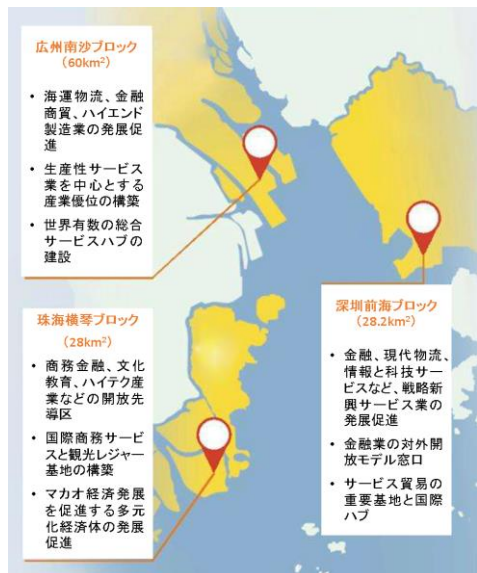 広州南沙ブロック
（60km²）
• 海運物流、金融
商貿、ハイエンド
製造業の発展促
進
• 生産性サービス
業を中心とする
産業優位の構築
• 世界有数の総合
サービスハブの
建設
珠海横琴ブロック
（28km²）
• 商務金融、文化
教育、ハイテク産
業などの開放先
導区
• 国際商務サービ
スと観光レジャー
基地の構築
• マカオ経済発展
を促進する多元
化経済体の発展
促進
深圳前海ブロック
（28.2km²）
• 金融、現代物流、
情報と科技サー
ビスなど、戦略新
興サービス業の
発展促進
• 金融業の対外開
放モデル窓口
• サービス貿易の
重要基地と国際
ハブ